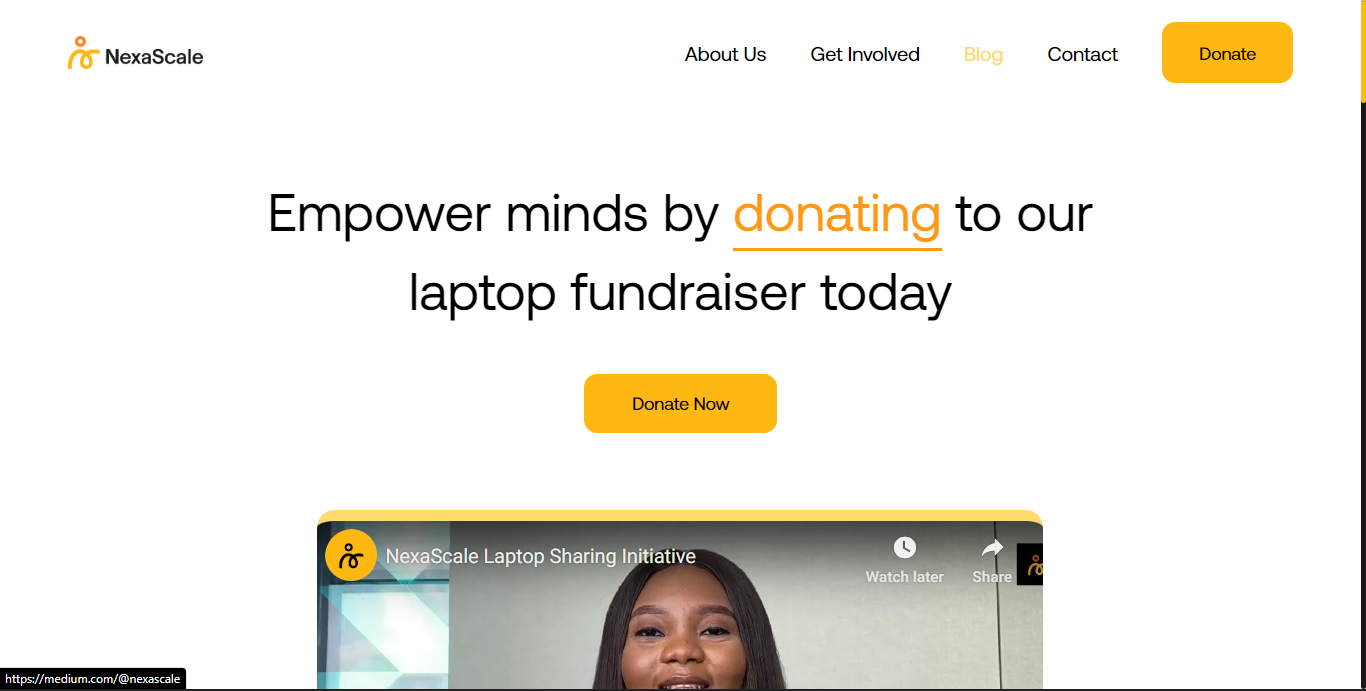 NexaScale
About Us
Get Involved
Blog
Contact
Donate
Empower minds by donating to our
laptop fundraiser today
Donate Now
NexaScale Laptop Sharing Initiative
Watch later
Share
https://medium.com/@nexascale